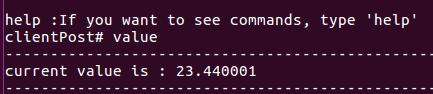 help :If you want to see commands, type 'help'
clientPost# value
------------------------------------------------------
current value is : 23.440001
------------------------------------------------------